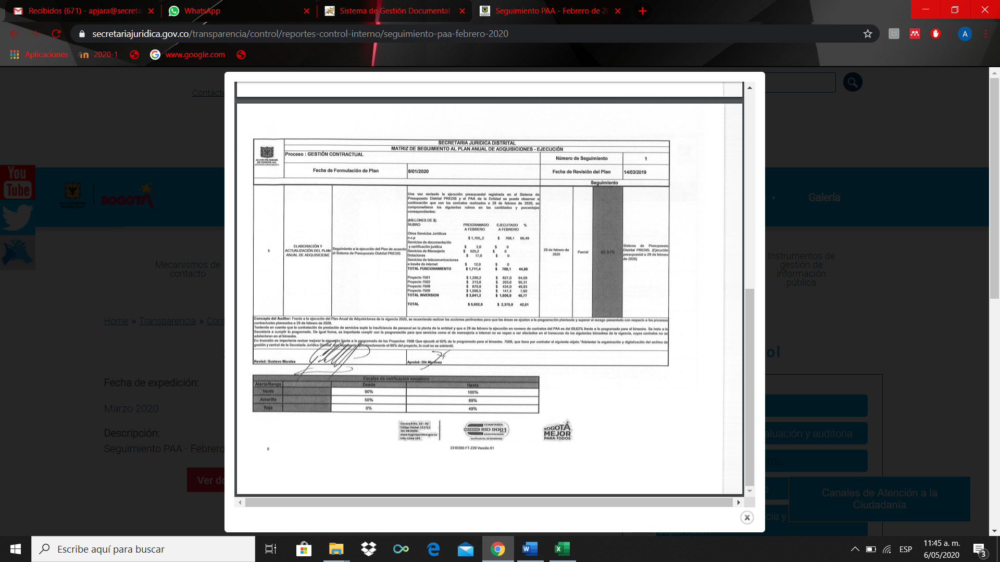 Recibidos (671) - apjara@secreta
WhatsApp
Sistema de Gestión Documental
Seguimiento PAA - Febrero de 20
secretariajuridica.gov.co/transparencia/control/reportes-control-interno/seguimiento-paa-febrero-2020
A
Aplicaciones
2020-1
www.google.com
Contácte
You
Tube
BOGOTÁ
Galería
Mecanismos de
contacto
Instrumentos de
gestión de
información
pública
Home » Transparencia » Con
SECRETARIA JURIDICA DISTRITAL
MATRIZ DE SEGUIMIENTO AL PLAN ANUAL DE ADQUISICIONES - EJECUCIÓN
Proceso : GESTIÓN CONTRACTUAL
Número de Seguimiento
1
ALCALDIA MAYOR
DE BOGOTÁ D.C.
Fecha de Formulación de Plan
8/01/2020
Fecha de Revisión del Plan
14/03/2019
Seguimiento
5
ELABORACIÓN Y
ACTUALIZACIÓN DEL PLAN
ANUAL DE ADQUISICIONE
Seguimiento a la ejecución del Plan de acuerdo
al Sistema de Presupuesto Distrital PREDIS
Una vez revisado la ejecución presupuestal registrada en el Sistema de
Presupuesto Distrital PREDIS y el PAA de la Entidad se puede observar a
continuación que con los contratos realizados a 29 de febrero de 2020, se
comprometieron los siguientes rubros en las cantidades y porcentajes
correspondientes:
(MILLONES DE $)
RUBRO PROGRAMADO EJECUTADO %
A FEBRERO A FEBRERO
Otros Servicios Jurídicos
n.c.p $ 1,155,,2 $ 768,1 66,49
Servicios de documentación
y certificación jurídica $ 2,0 $ 0
Servicios de Mensajería $ 525,2 $ 0
Dotaciones $ 17,0 $ 0
Servicios de telecomunicaciones
a través de internet $ 12,0 $ 0
TOTAL FUNCIONAMIENTO $ 1,711,4 $ 768,1 44,88
Proyecto 7501 $ 1,290,2 $ 827,0 64,09
Proyecto 7502 $ 213,6 $ 203,6 95,31
Proyecto 7508 $ 870,9 $ 434,9 49,93
Proyecto 7509 $ 1,566,5 $ 141,4 7,60
TOTAL INVERSION $ 3,941,2 $ 1,606,9 40,77
TOTAL $ 5,652,6 $ 2,375,0 42,01
29 de febrero de
2020
Parcial
42,01%
Sistema de Presupuesto
Distrital PREDIS. (Ejecución
presupuestal a 29 de febrero
de 2020)
Concepto del Auditor: Frente a la ejecución del Plan Anual de Adquisiciones de la vigencia 2020, se recomienda realizar las acciones pertinentes para que las áreas se ajusten a la programación planteada y superar el rezago presentado con respecto a los procesos
contractuales planeados a 29 de febrero de 2020.
Teniendo en cuenta que la contratación de prestación de servicios suple la insuficiencia de personal en la planta de la entidad y que a 29 de febrero la ejecución en numero de contratos del PAA es del 69,62% frente a lo programado para el bimestre. Se insta a la
Secretaría a cumplir lo programado. De igual forma, es importante cumplir con la programación para que servicios como el de mensajería e internet no se vayan a ver afectados en el transcurso de los siguientes bimestres de la vigencia, cuyos contratos no se
adelantaron en el bimestre.
En inversión es importante revisar mejorar la ejecución frente a lo programado de los Proyectos: 7508 Que ejecutó el 50% de lo programado para el bimestre. 7509, que tiene por contratar el siguiente objeto "Adelantar la organización y digitalización del archivo de
gestión y central de la Secretaría Jurídica Distrital" que representa aproximadamente el 90% del proyecto, lo cual no se adelantó.
Revisó: Gustavo Morales
Aprobó: Dik Martínez
Escalas de calificación semáforo
Alerta/Rango Desde Hasta
Verde 90% 100%
Amarilla 50% 89%
Roja 0% 49%
Carrera 8 No. 10 – 65
Código Postal: 111711
Tel: 3813000
www.bogotajuridica.gov.co
Info: Línea 195
COMPAÑÍA
ISO 9001
CERTIFICADA
BOGOTÁ
MEJOR
PARA TODOS
0
2310300-FT-229 Versión 01
Fecha de expedición:
Marzo 2020
Descripción:
Seguimiento PAA - Febrero
Ver do
ol
aluación y auditoria
Canales de Atención a la
Ciudadanía
cia y
Supervisión
x
Escribe aquí para buscar
ESP
11:45 a. m.
6/05/2020
3